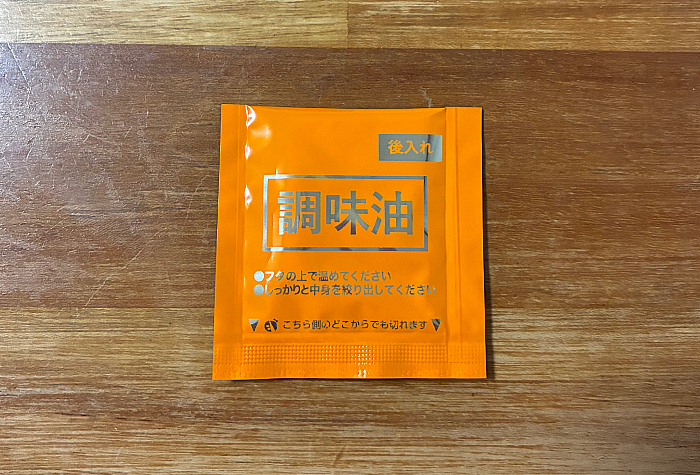 後入れ
調味油
●フタの上で温めてください
●しっかりと中身を絞り出してください
こちら側のどこからでも切れます